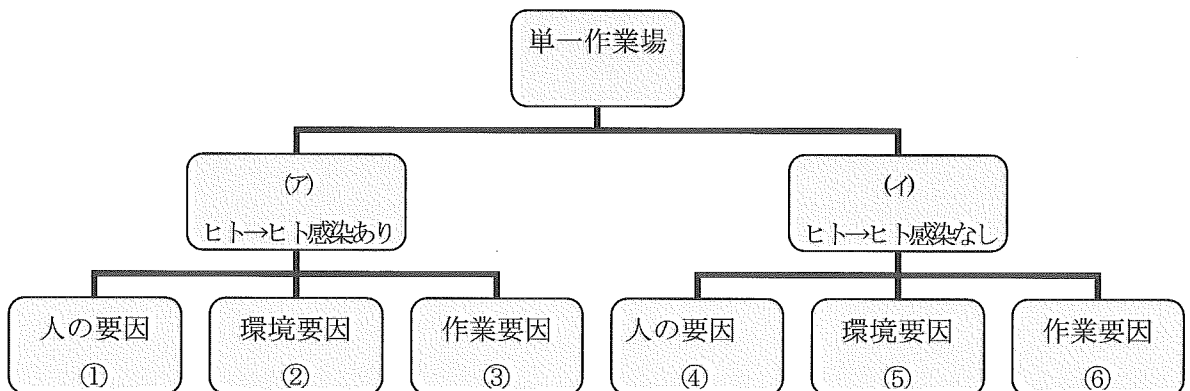 単一作業場
(ア)
ヒト→ヒト感染あり
(イ)
ヒト→ヒト感染なし
人の要因
①
環境要因
②
作業要因
③
人の要因
④
環境要因
⑤
作業要因
⑥